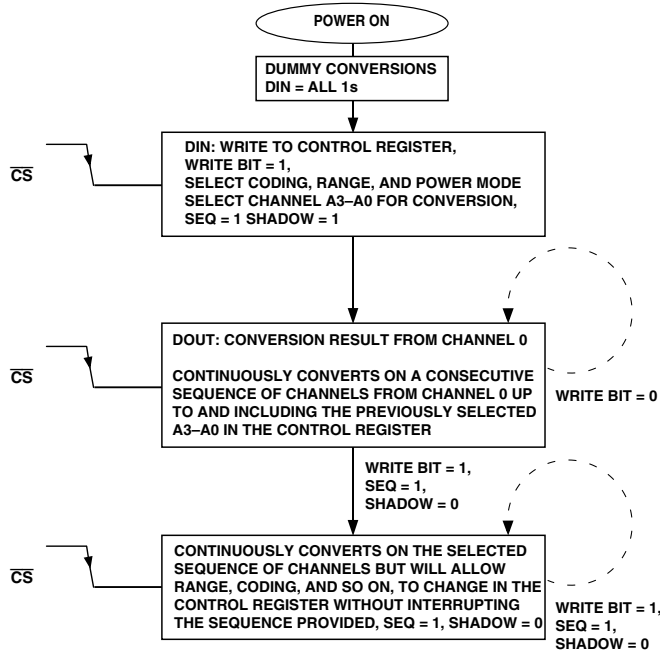 POWER ON
DUMMY CONVERSIONS
DIN = ALL 1s
CS
DIN: WRITE TO CONTROL REGISTER,
WRITE BIT = 1,
SELECT CODING, RANGE, AND POWER MODE
SELECT CHANNEL A3–A0 FOR CONVERSION,
SEQ = 1 SHADOW = 1
CS
DOUT: CONVERSION RESULT FROM CHANNEL 0
CONTINUOUSLY CONVERTS ON A CONSECUTIVE
SEQUENCE OF CHANNELS FROM CHANNEL 0 UP
TO AND INCLUDING THE PREVIOUSLY SELECTED
A3–A0 IN THE CONTROL REGISTER
WRITE BIT = 0
WRITE BIT = 1,
SEQ = 1,
SHADOW = 0
CS
CONTINUOUSLY CONVERTS ON THE SELECTED
SEQUENCE OF CHANNELS BUT WILL ALLOW
RANGE, CODING, AND SO ON, TO CHANGE IN THE
CONTROL REGISTER WITHOUT INTERRUPTING
THE SEQUENCE PROVIDED, SEQ = 1, SHADOW = 0
WRITE BIT = 1,
SEQ = 1,
SHADOW = 0